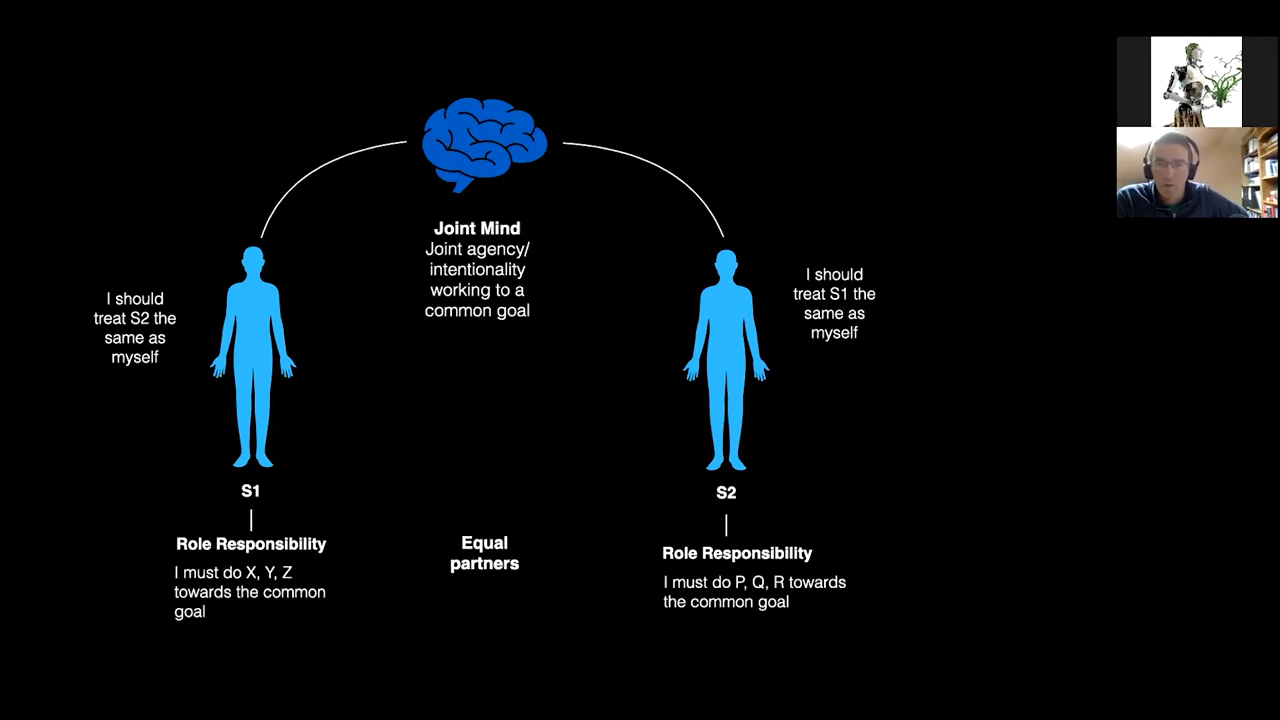 Joint Mind
Joint agency/
intentionality
working to a
common goal
I should
treat S2 the
same as
myself
I should
treat S1 the
same as
myself
S1
S2
Role Responsibility
I must do X, Y, Z
towards the common
goal
Equal
partners
Role Responsibility
I must do P, Q, R towards
the common goal